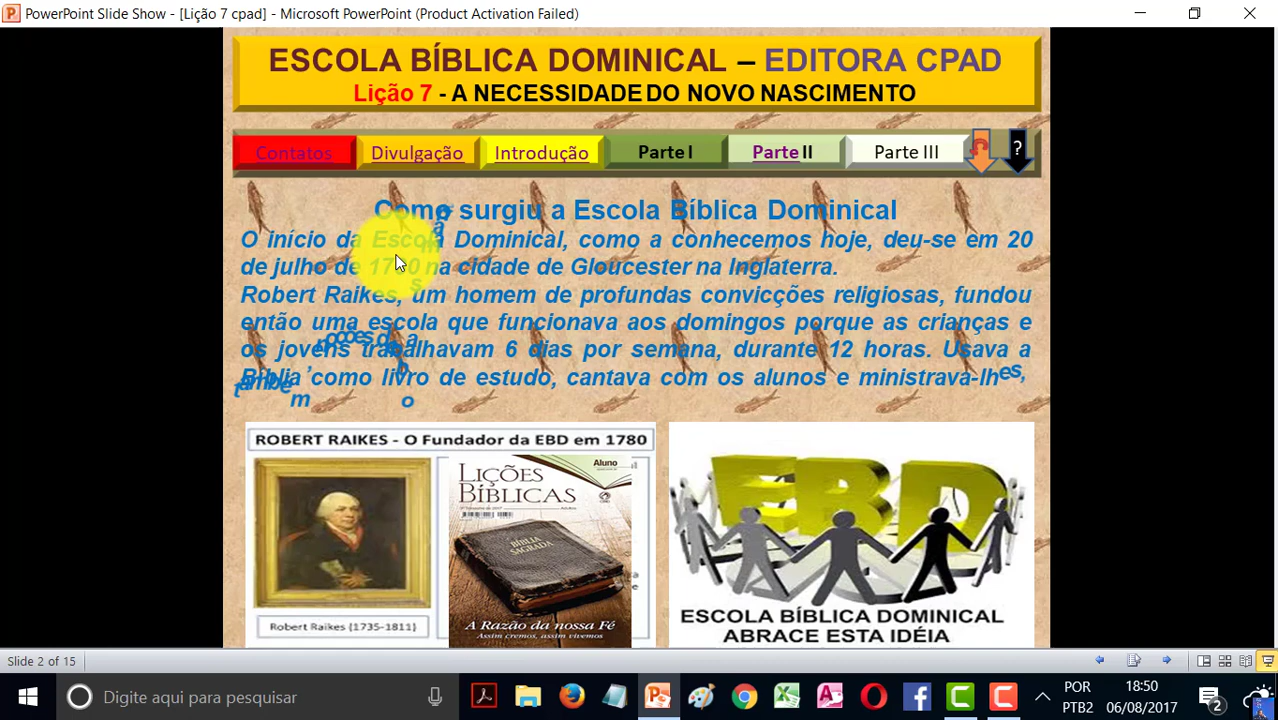 PowerPoint Slide Show - [Lição 7 cpad] - Microsoft PowerPoint (Product Activation Failed)
ESCOLA BÍBLICA DOMINICAL – EDITORA CPAD
Lição 7 - A NECESSIDADE DO NOVO NASCIMENTO
Contatos
Divulgação
Introdução
Parte I
Parte II
Parte III
?
Como surgiu a Escola Bíblica Dominical
O início da Escola Dominical, como a conhecemos hoje, deu-se em 20
de julho de 1780 na cidade de Gloucester na Inglaterra.
Robert Raikes, um homem de profundas convicções religiosas, fundou
então uma escola que funcionava aos domingos porque as crianças e
os jovens trabalhavam 6 dias por semana, durante 12 horas. Usava a
Bíblia como livro de estudo, cantava com os alunos e ministrava-lhes,
também
ROBERT RAIKES - O Fundador da EBD em 1780
Robert Raikes (1735-1811)
LIÇÕES
BÍBLICAS
Aluno
BÍBLIA
SAGRADA
A Razão da nossa Fé
Assim cremos, assim vivemos
EBD
ESCOLA BÍBLICA DOMINICAL
ABRACE ESTA IDÉIA
Slide 2 of 15
Digite aqui para pesquisar
POR
PTB2
18:50
06/08/2017
2